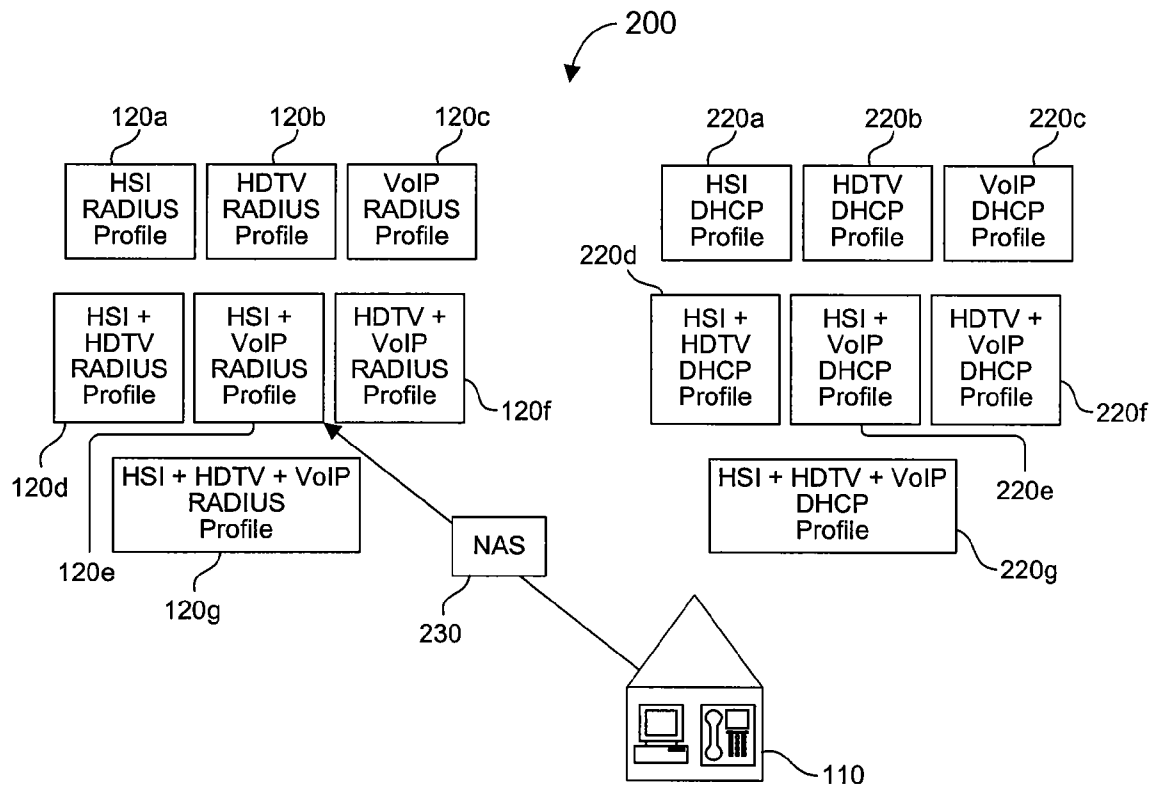 200
120a
120b
120c
220a
220b
220c
HSI
RADIUS
Profile
HDTV
RADIUS
Profile
VoIP
RADIUS
Profile
HSI
DHCP
Profile
HDTV
DHCP
Profile
VoIP
DHCP
Profile
220d
HSI +
HDTV
RADIUS
Profile
HSI +
VoIP
RADIUS
Profile
HDTV +
VoIP
RADIUS
Profile
HSI +
HDTV
DHCP
Profile
HSI +
VoIP
DHCP
Profile
HDTV +
VoIP
DHCP
Profile
120f
220f
120d
HSI + HDTV + VoIP
RADIUS
Profile
HSI + HDTV + VoIP
DHCP
Profile
220e
120e
NAS
220g
120g
230
110